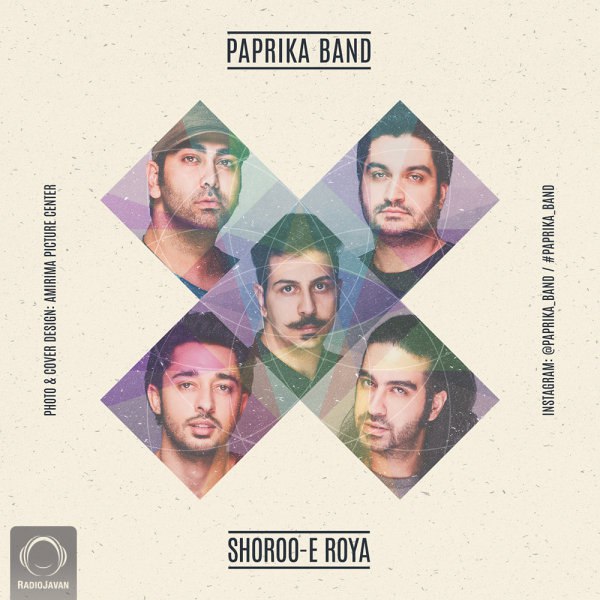 PAPRIKA BAND
PHOTO & COVER DESIGN: AMIRIMA PICTURE CENTER
INSTAGRAM: @PAPRIKA_BAND / #PAPRIKA_BAND
SHOROO-E ROYA
RADIOJAVAN